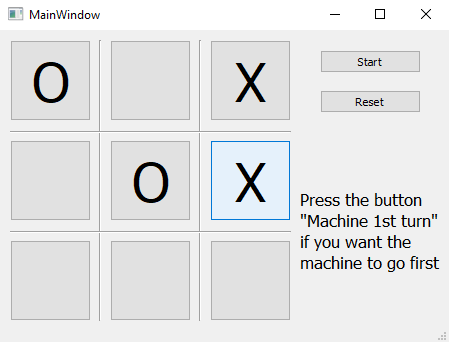 MainWindow
O X
Start
Reset
O X
Press the button
"Machine 1st turn"
if you want the
machine to go first